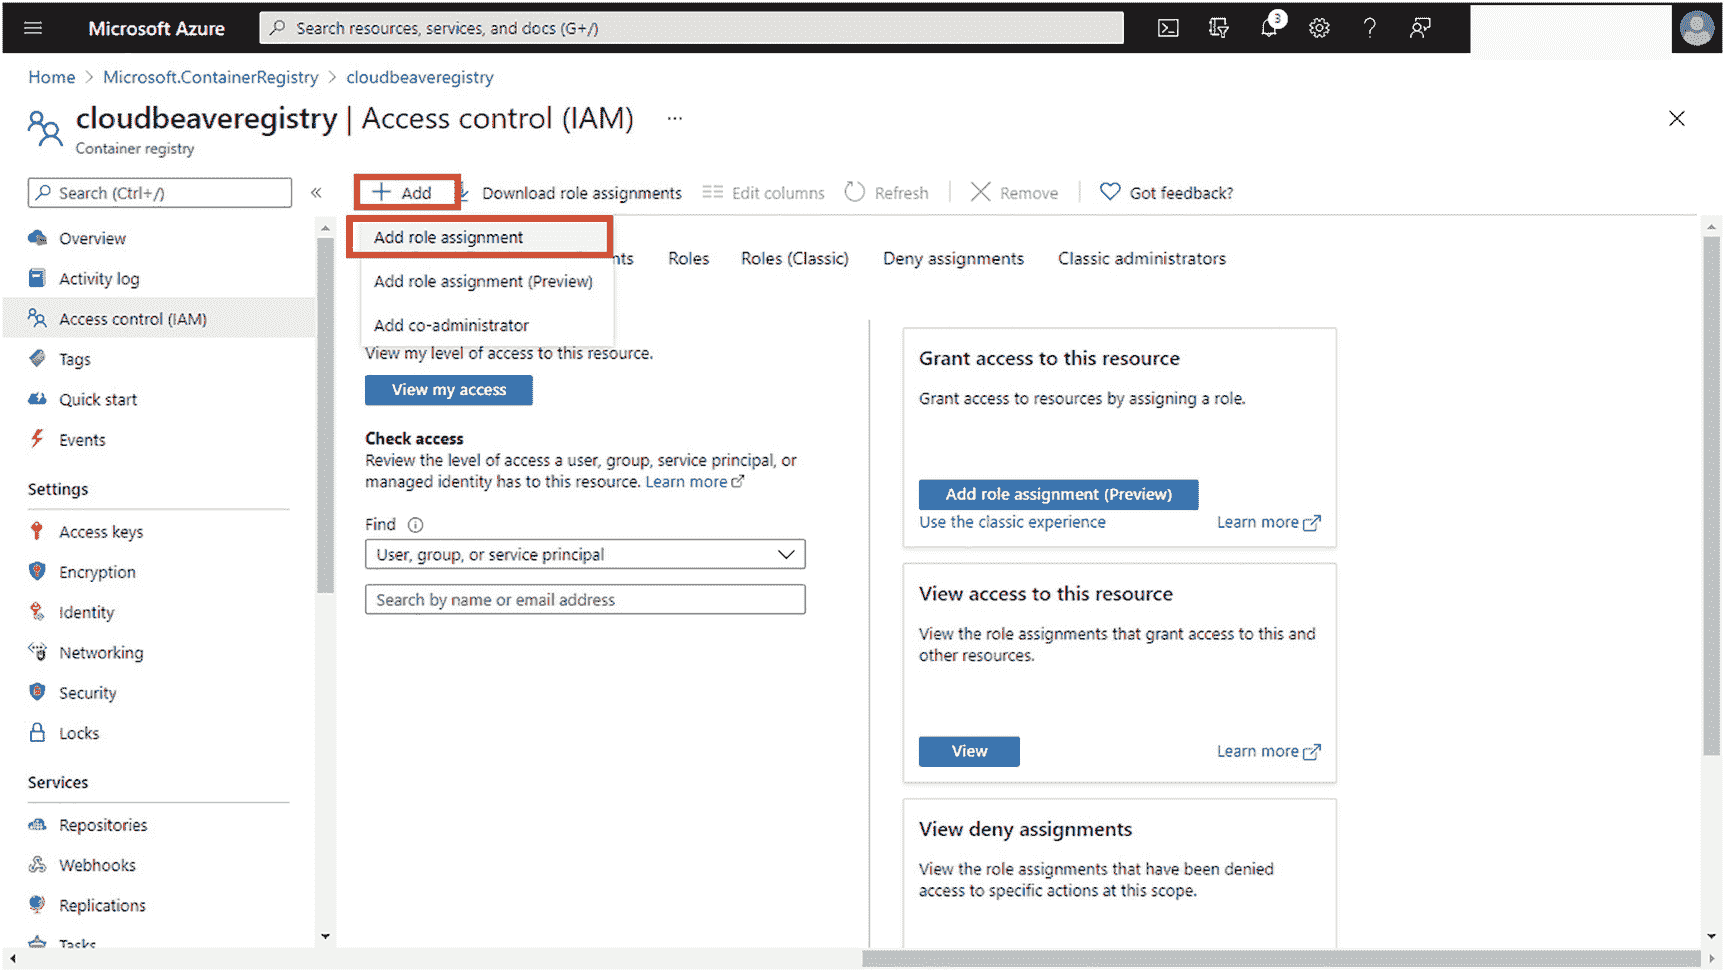 Microsoft Azure
Search resources, services, and docs (G+/)
3
Home > Microsoft.ContainerRegistry > cloudbeaveregistry
cloudbeaveregistry | Access control (IAM) ...
Container registry
Search (Ctrl+/)
«
Overview
Activity log
Access control (IAM)
Tags
Quick start
Events
Settings
Access keys
Encryption
Identity
Networking
Security
Locks
Services
Repositories
Webhooks
Replications
Tasks
+ Add
Download role assignments
Edit columns
Refresh
Remove
Got feedback?
Add role assignment
Add role assignment (Preview)
Add co-administrator
nts
Roles
Roles (Classic)
Deny assignments
Classic administrators
View my level of access to this resource.
View my access
Check access
Review the level of access a user, group, service principal, or
managed identity has to this resource. Learn more
Find
User, group, or service principal
Search by name or email address
Grant access to this resource
Grant access to resources by assigning a role.
Add role assignment (Preview)
Use the classic experience
Learn more
View access to this resource
View the role assignments that grant access to this and
other resources.
View
Learn more
View deny assignments
View the role assignments that have been denied
access to specific actions at this scope.